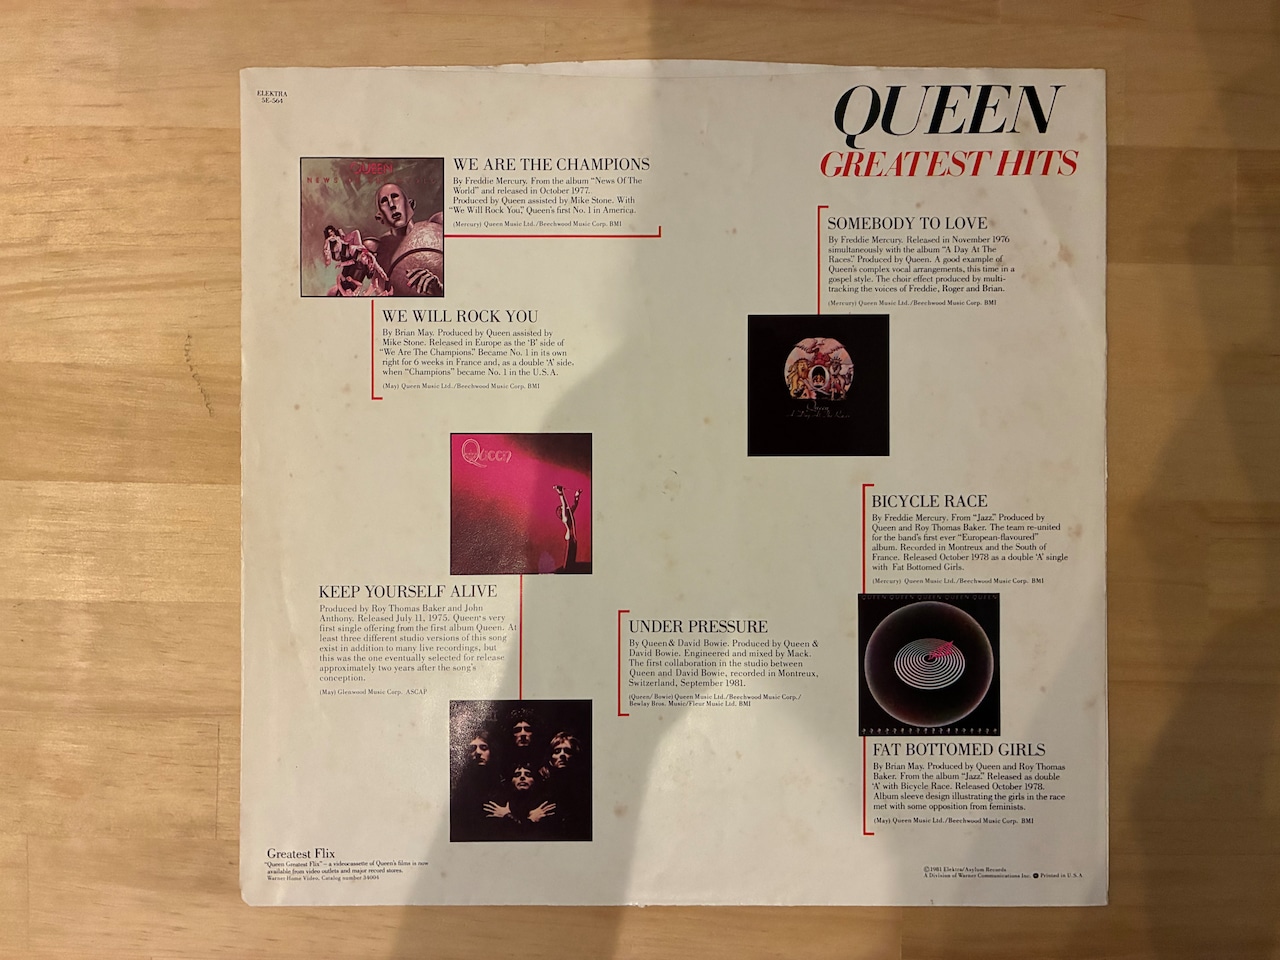 ELEKTRA
5E-564
QUEEN
GREATEST HITS
WE ARE THE CHAMPIONS
By Freddie Mercury. From the album “News Of The
World” and released in October 1977.
Produced by Queen assisted by Mike Stone. With
“We Will Rock You”, Queen's first No. 1 in America.
(Mercury) Queen Music Ltd./Beechwood Music Corp. BMI
WE WILL ROCK YOU
By Brian May. Produced by Queen assisted by
Mike Stone. Released in Europe as the ‘B’ side of
“We Are The Champions.” Became No. 1 in its own
right for 6 weeks in France and, as a double ‘A’ side,
when “Champions” became No. 1 in the U.S.A.
(May) Queen Music Ltd./Beechwood Music Corp. BMI
SOMEBODY TO LOVE
By Freddie Mercury. Released in November 1976
simultaneously with the album “A Day At The
Races.” Produced by Queen. A good example of
Queen's complex vocal arrangements, this time in a
gospel style. The choir effect produced by multi-
tracking the voices of Freddie, Roger and Brian.
(Mercury) Queen Music Ltd./Beechwood Music Corp. BMI
Queen
A Day At The Races
Queen
KEEP YOURSELF ALIVE
Produced by Roy Thomas Baker and John
Anthony. Released July 11, 1975. Queen's very
first single offering from the first album Queen. At
least three different studio versions of this song
exist in addition to many live recordings, but
this was the one eventually selected for release
approximately two years after the song's
conception.
(May) Glenwood Music Corp. ASCAP
UNDER PRESSURE
By Queen & David Bowie. Produced by Queen &
David Bowie. Engineered and mixed by Mack.
The first collaboration in the studio between
Queen and David Bowie, recorded in Montreux,
Switzerland, September 1981.
(Queen/ Bowie) Queen Music Ltd./Beechwood Music Corp./
Bewlay Bros. Music/Fleur Music Ltd. BMI
BICYCLE RACE
By Freddie Mercury. From “Jazz.” Produced by
Queen and Roy Thomas Baker. The team re-united
for the band's first ever “European-flavoured”
album. Recorded in Montreux and the South of
France. Released October 1978 as a double ‘A’ single
with Fat Bottomed Girls.
(Mercury) Queen Music Ltd./Beechwood Music Corp. BMI
QUEEN QUEEN QUEEN QUEEN QUEEN
FAT BOTTOMED GIRLS
By Brian May. Produced by Queen and Roy Thomas
Baker. From the album “Jazz.” Released as double
‘A’ with Bicycle Race. Released October 1978.
Album sleeve design illustrating the girls in the race
met with some opposition from feminists.
(May) Queen Music Ltd./Beechwood Music Corp. BMI
Greatest Flix
“Queen Greatest Flix” – a videocassette of Queen's films is now
available from video outlets and major record stores.
Warner Home Video, Catalog number 34004
©1981 Elektra/Asylum Records
A Division of Warner Communications Inc. Printed in U.S.A.